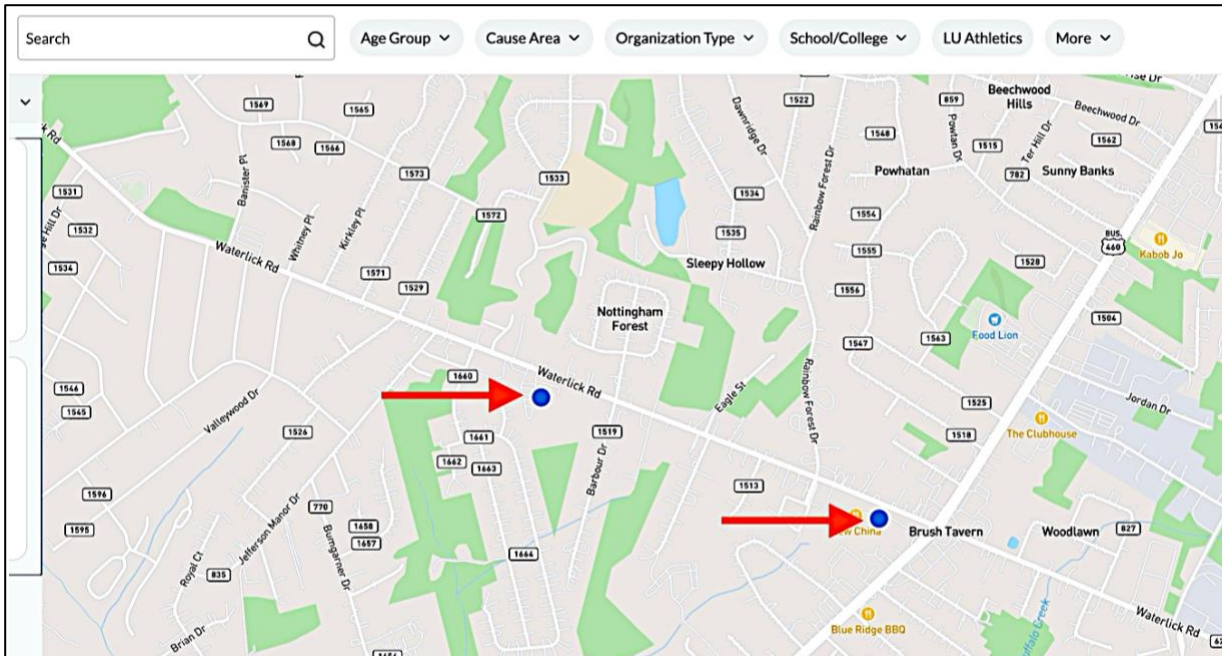 Search
Age Group
Cause Area
Organization Type
School/College
LU Athletics
More
Beechwood
Hills
Beechwood Dr
1569
1565
1522
859
1568
1566
Dawnridge Dr
1548
1515
Powtan Dr
Ter Hill Dr
1562
1531
Banister Pl
1573
1533
Powhatan
782
Sunny Banks
1534
Rainbow Forest Dr
1532
Whitney Pl
Kirkley Pl
1572
1554
1535
BUS.
460
Kabob Jo
Waterlick Rd
1534
1571
1529
Sleepy Hollow
1555
1528
1556
Nottingham
Forest
Food Lion
1504
1547
1563
1546
1545
1660
Waterlick Rd
Eagle St
Rainbow Forest Dr
Jordan Dr
Valleywood Dr
1525
1526
1661
1519
1518
The Clubhouse
1662
1663
Barbour Dr
1596
770
1513
1595
Jefferson Manor Dr
1658
1657
Bumgarner Dr
1664
New China
Brush Tavern
Woodlawn
827
Royal Ct
835
Waterlick Rd
Brian Dr
Blue Ridge BBQ